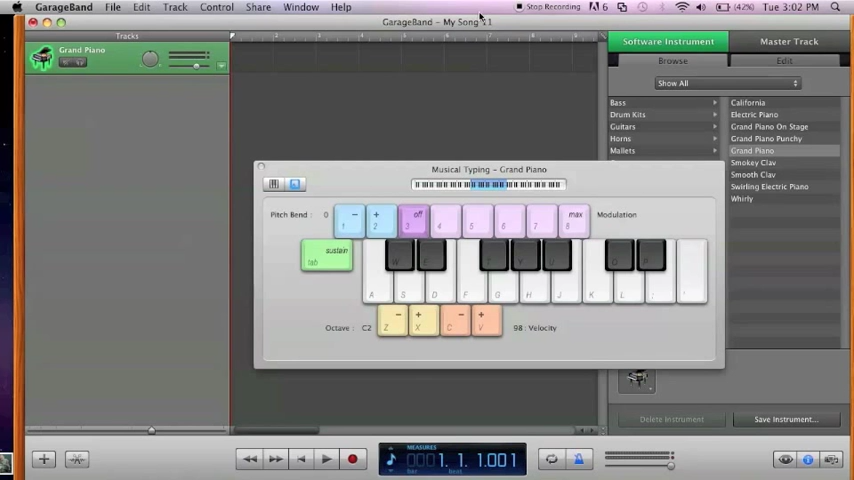 GarageBand File Edit Track Control Share Window Help Stop Recording 6 (42%) Tue 3:02 PM
GarageBand - My Song 11
Tracks
Software Instrument Master Track
Grand Piano
Browse Edit
Show All
Bass California
Drum Kits Electric Piano
Guitars Grand Piano On Stage
Horns Grand Piano Punchy
Mallets Grand Piano
Smokey Clav
Smooth Clav
Swirling Electric Piano
Whirly
Musical Typing - Grand Piano
Pitch Bend : 0 − + off max Modulation
1 2 3 4 5 6 7 8
sustain
tab
W E T Y U O P
A S D F G H J K L ; '
Octave : C2 − + − + 98 : Velocity
Z X C V
Delete Instrument Save Instrument...
MEASURES
1. 1. 1.001
bar beat